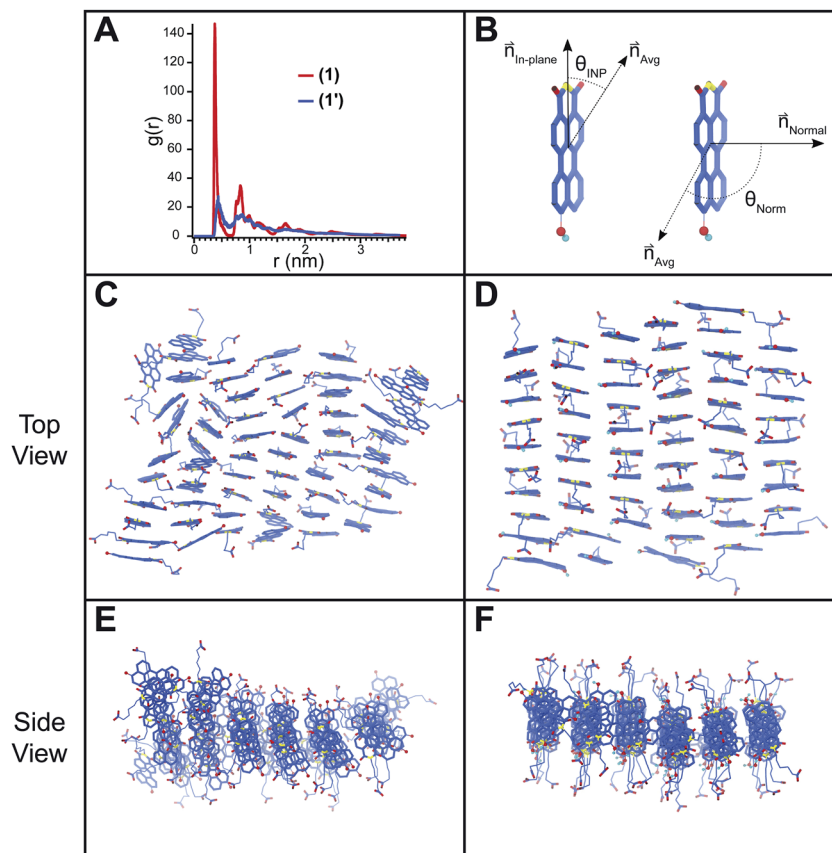 A
140
120
100
80
60
40
20
0
g(r)
(1)
(1')
0 1 2 3
r (nm)
B
n⃗In-plane
θINP
n⃗Avg
n⃗Normal
θNorm
n⃗Avg
C
D
Top
View
E
F
Side
View